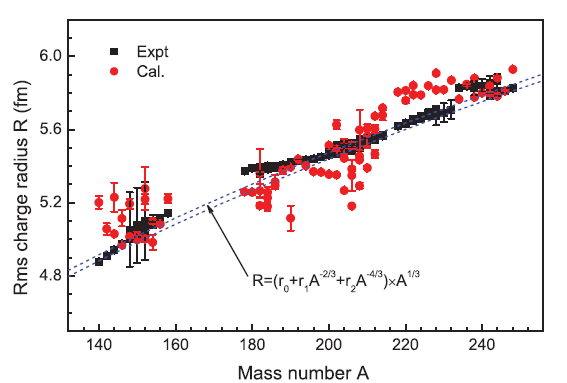 Rms charge radius R (fm)
6.0
5.6
5.2
4.8
Expt
Cal.
R=(r₀+r₁A⁻²/³+r₂A⁻⁴/³)×A¹/³
140 160 180 200 220 240
Mass number A